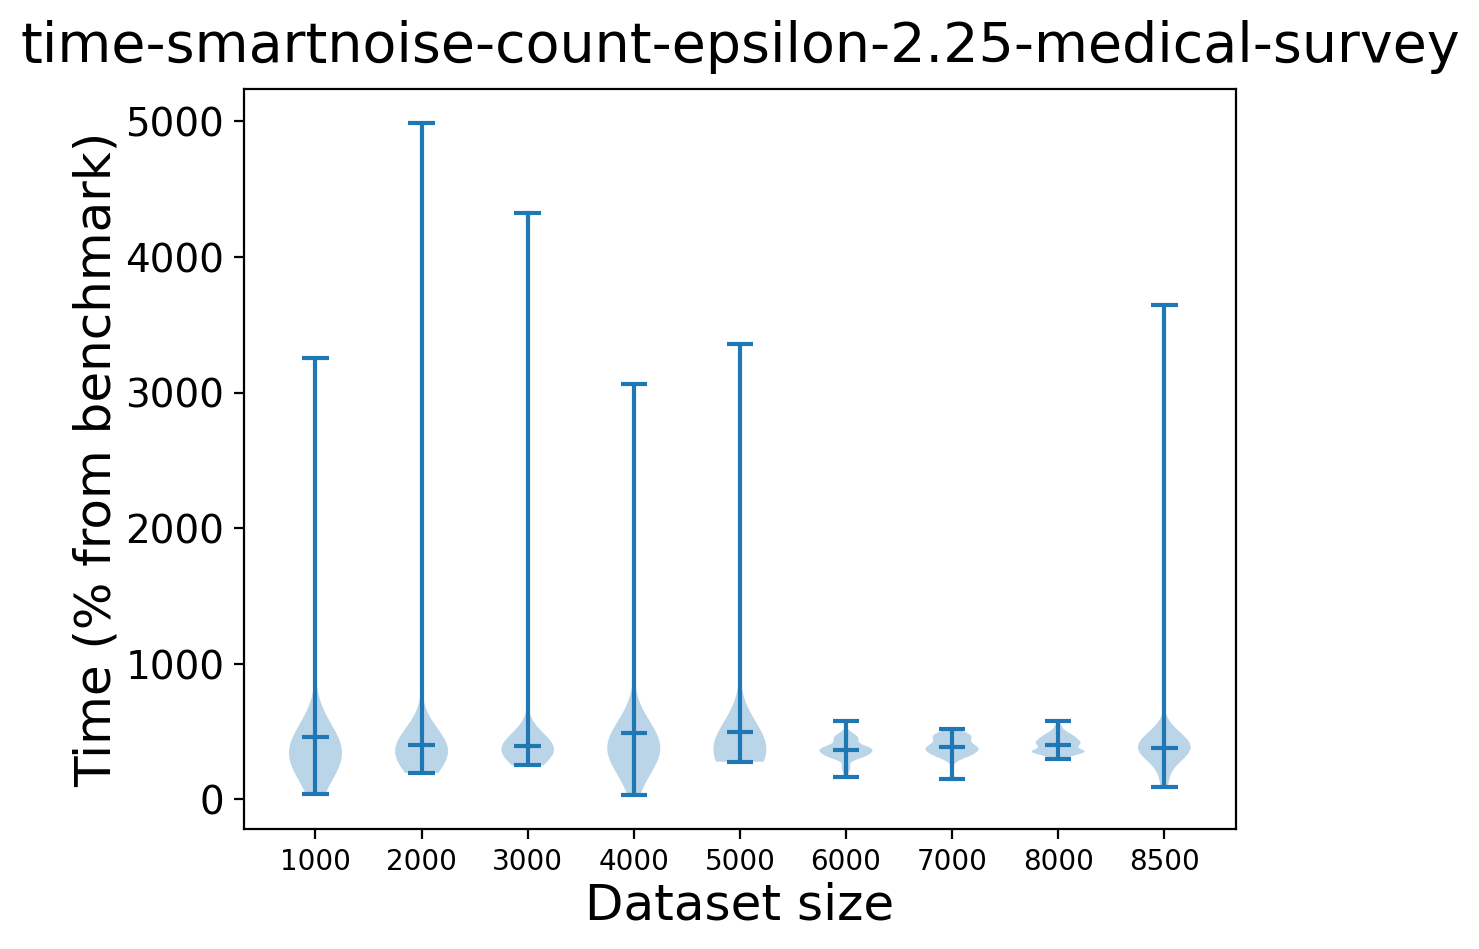 time-smartnoise-count-epsilon-2.25-medical-survey
Time (% from benchmark)
5000
4000
3000
2000
1000
0
1000 2000 3000 4000 5000 6000 7000 8000 8500
Dataset size